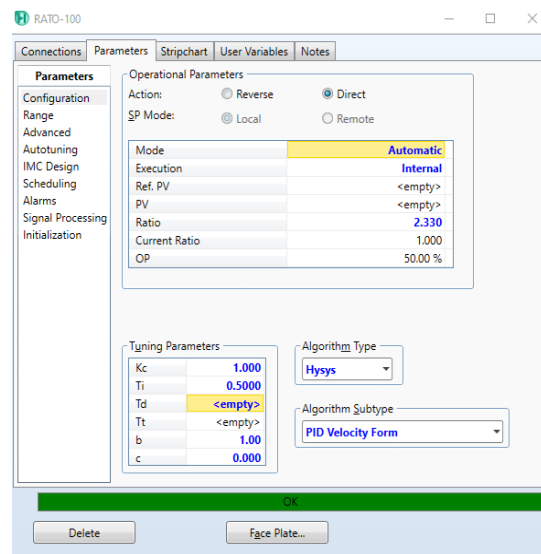 RATO-100
Connections Parameters Stripchart User Variables Notes
Parameters
Configuration
Range
Advanced
Autotuning
IMC Design
Scheduling
Alarms
Signal Processing
Initialization
Operational Parameters
Action: Reverse Direct
SP Mode: Local Remote
Mode Automatic
Execution Internal
Ref. PV <empty>
PV <empty>
Ratio 2.330
Current Ratio 1.000
OP 50.00 %
Tuning Parameters
Kc 1.000
Ti 0.5000
Td <empty>
Tt <empty>
b 1.00
c 0.000
Algorithm Type
Hysys
Algorithm Subtype
PID Velocity Form
OK
Delete Face Plate...